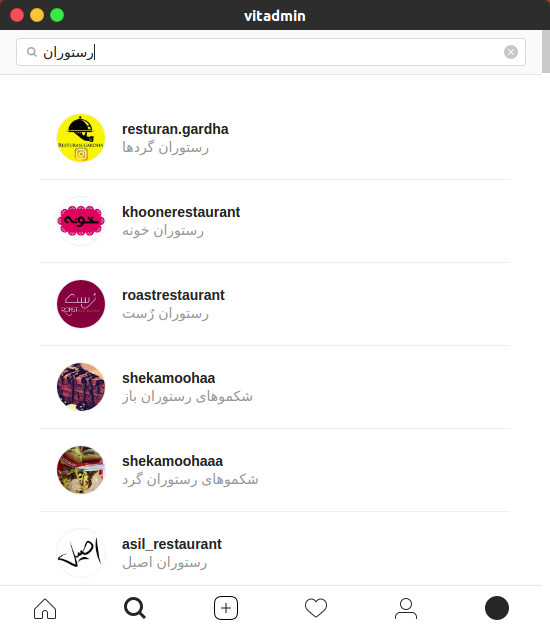 vitadmin
رستوران
RESTURAN GARDHA
resturan.gardha
رستوران گردها
خونه
khoonerestaurant
رستوران خونه
رُست
ROAST
roastrestaurant
رستوران رٌست
shekamoohaa
شکموهای رستوران باز
shekamoohaaa
شکموهای رستوران گرد
اصیل
asil_restaurant
رستوران اصیل